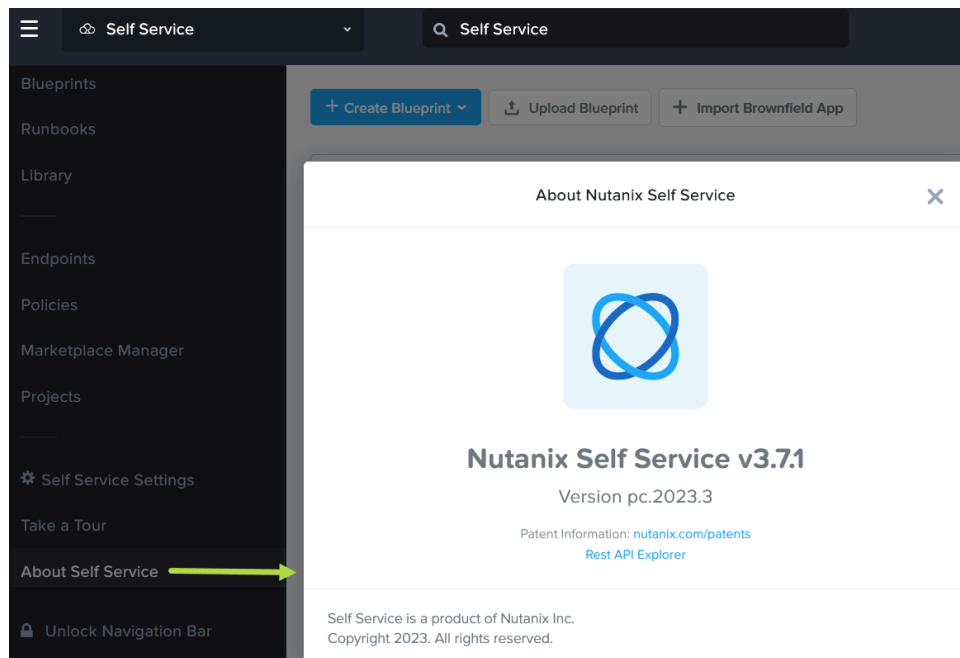 Self Service
Self Service
Blueprints
Runbooks
Library
Endpoints
Policies
Marketplace Manager
Projects
Self Service Settings
Take a Tour
About Self Service
Unlock Navigation Bar
+ Create Blueprint
Upload Blueprint
+ Import Brownfield App
About Nutanix Self Service
Nutanix Self Service v3.7.1
Version pc.2023.3
Patent Information: nutanix.com/patents
Rest API Explorer
Self Service is a product of Nutanix Inc.
Copyright 2023. All rights reserved.